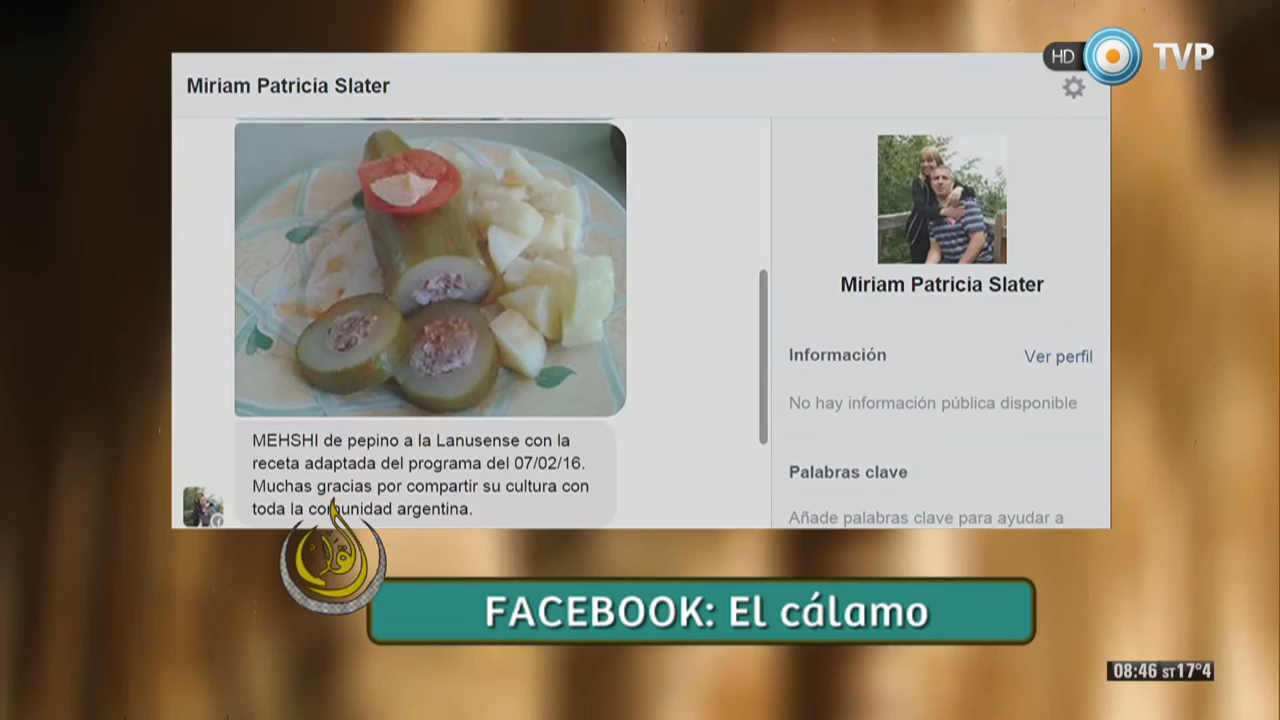 HD TVP
Miriam Patricia Slater
Miriam Patricia Slater
Información
Ver perfil
No hay información pública disponible
Palabras clave
Añade palabras clave para ayudar a
MEHSHI de pepino a la Lanusense con la
receta adaptada del programa del 07/02/16.
Muchas gracias por compartir su cultura con
toda la comunidad argentina.
FACEBOOK: El cálamo
08:46 ST17°4